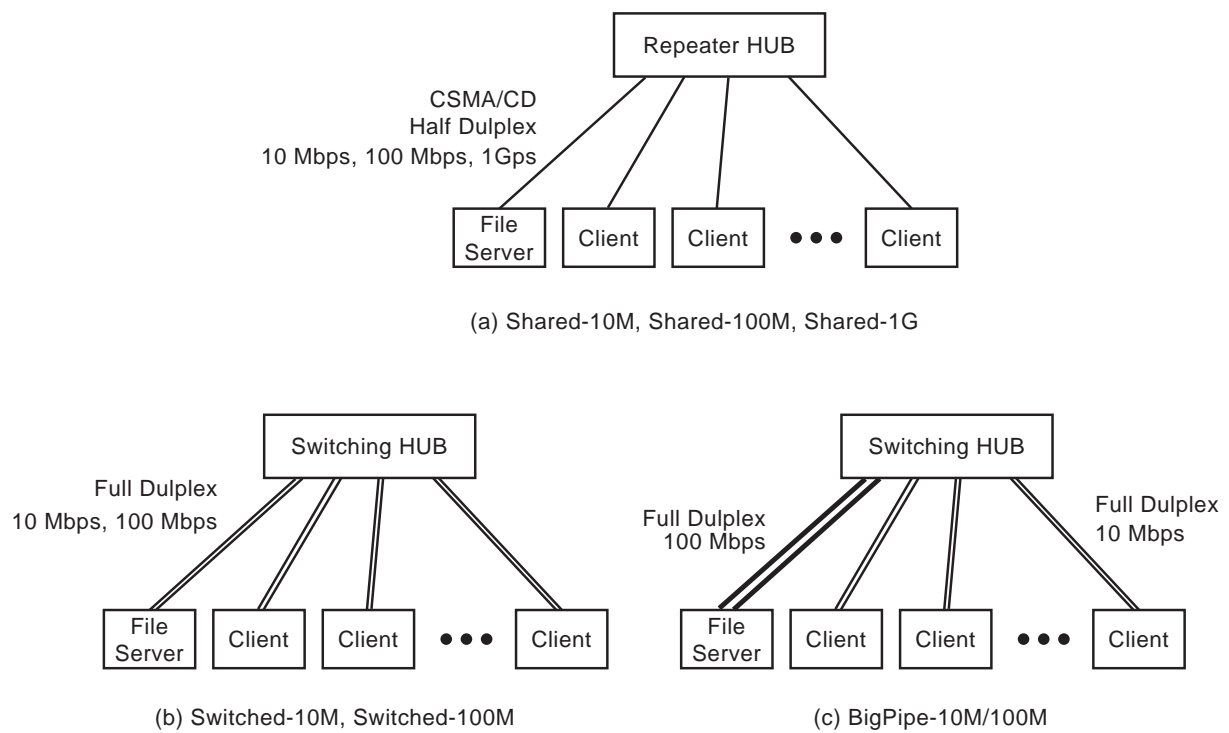 Repeater HUB
CSMA/CD
Half Dulplex
10 Mbps, 100 Mbps, 1Gps
File
Server
Client
Client
Client
(a) Shared-10M, Shared-100M, Shared-1G
Switching HUB
Full Dulplex
10 Mbps, 100 Mbps
File
Server
Client
Client
Client
(b) Switched-10M, Switched-100M
Switching HUB
Full Dulplex
100 Mbps
Full Dulplex
10 Mbps
File
Server
Client
Client
Client
(c) BigPipe-10M/100M